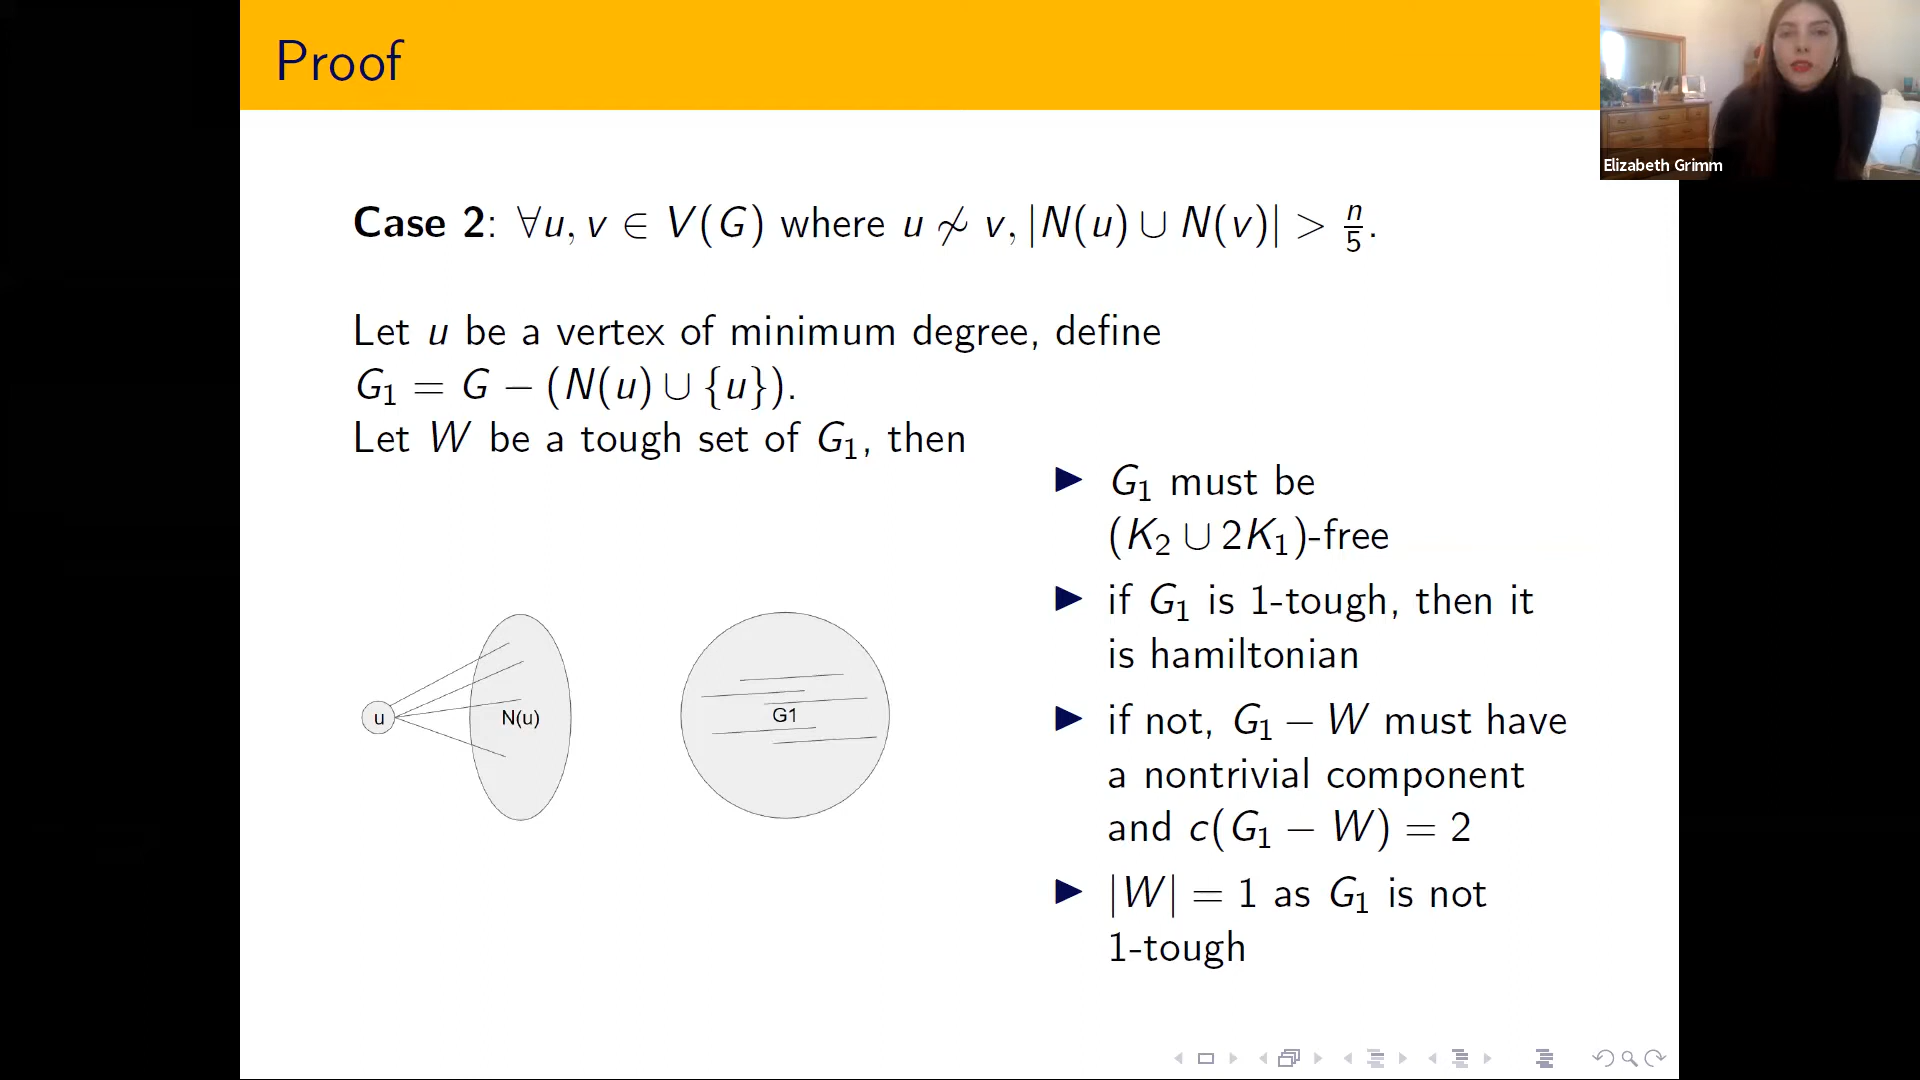 Proof
Elizabeth Grimm
Case 2: ∀u, v ∈ V(G) where u ≁ v, |N(u) ∪ N(v)| > n/5.
Let u be a vertex of minimum degree, define
G₁ = G − (N(u) ∪ {u}).
Let W be a tough set of G₁, then
▶ G₁ must be
(K₂ ∪ 2K₁)-free
▶ if G₁ is 1-tough, then it
is hamiltonian
▶ if not, G₁ − W must have
a nontrivial component
and c(G₁ − W) = 2
▶ |W| = 1 as G₁ is not
1-tough
u
N(u)
G1